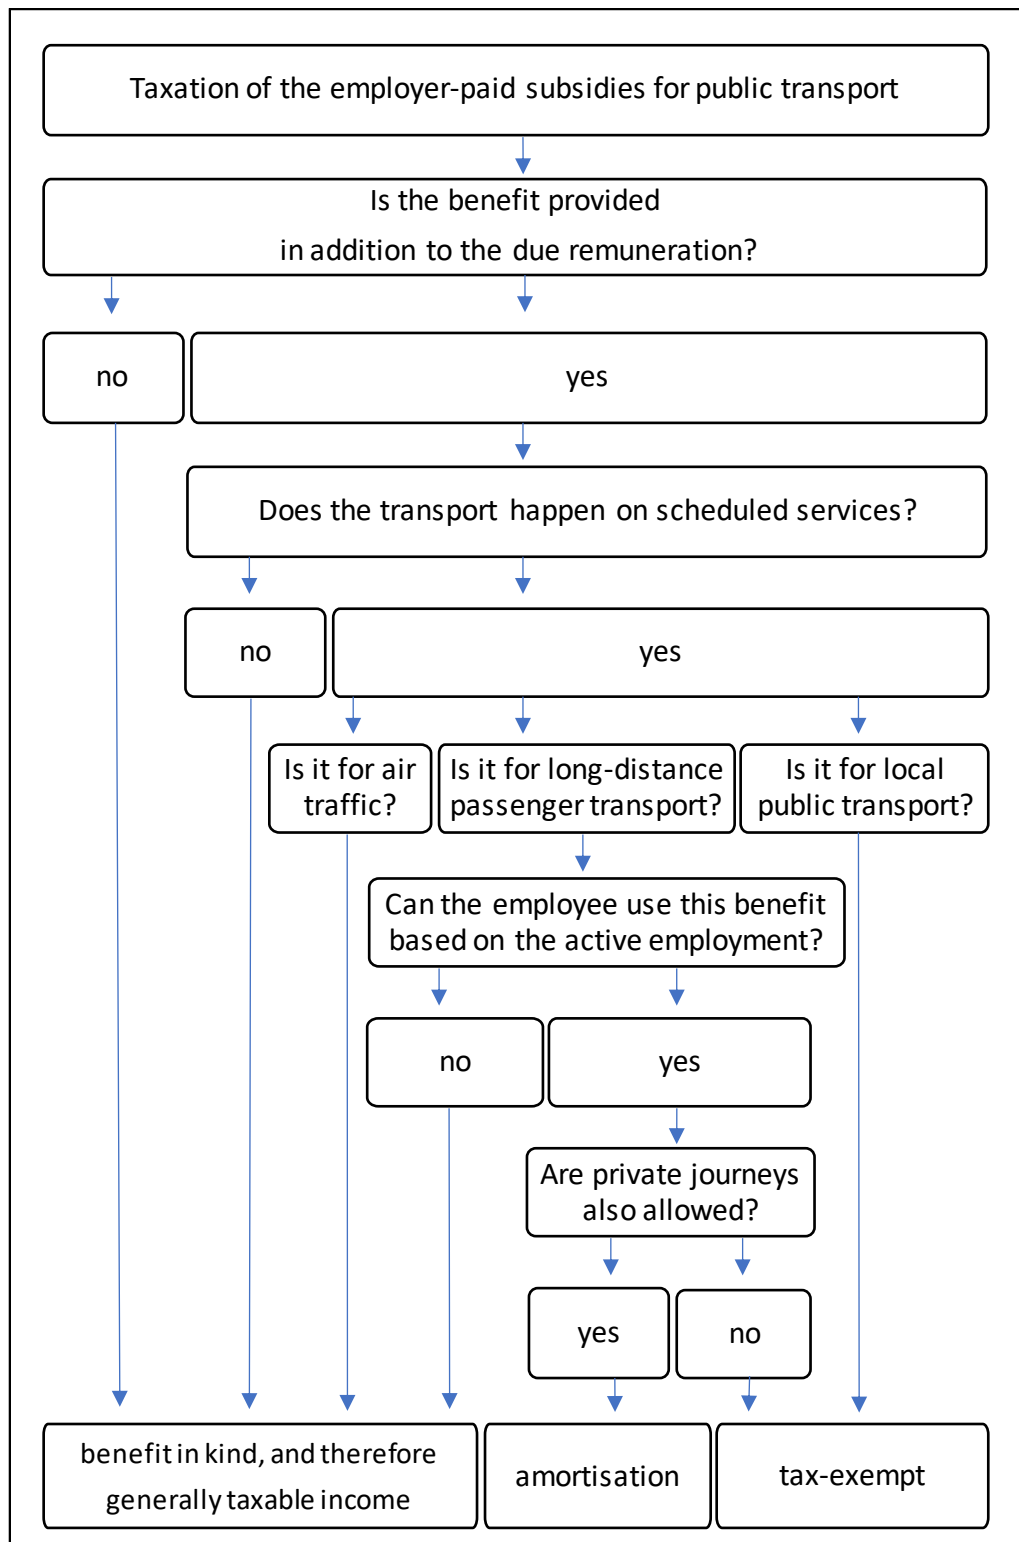 Taxation of the employer-paid subsidies for public transport
Is the benefit provided
in addition to the due remuneration?
no
yes
Does the transport happen on scheduled services?
no
yes
Is it for air
traffic?
Is it for long-distance
passenger transport?
Is it for local
public transport?
Can the employee use this benefit
based on the active employment?
no
yes
Are private journeys
also allowed?
yes
no
benefit in kind, and therefore
generally taxable income
amortisation
tax-exempt